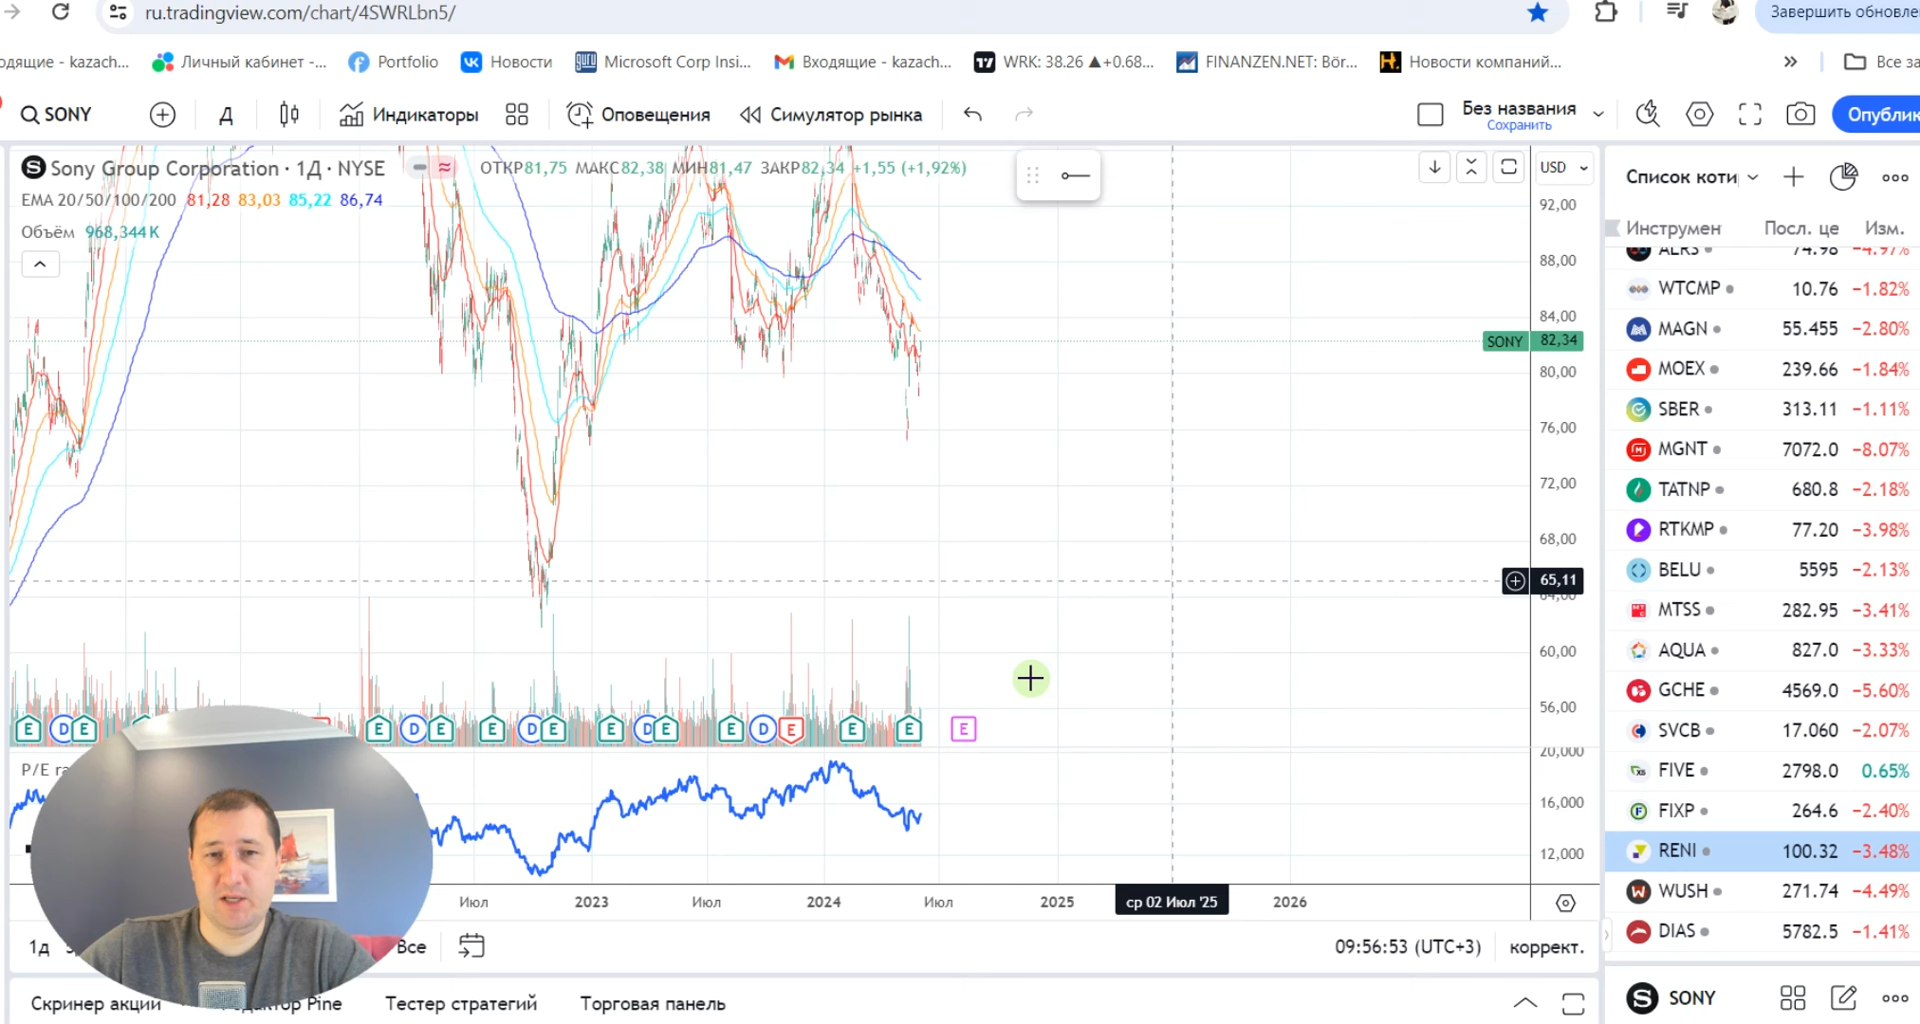 ru.tradingview.com/chart/4SWRLbn5/
Завершить обновле
одящие - kazach...
Личный кабинет -...
Portfolio
Новости
Microsoft Corp Insi...
Входящие - kazach...
WRK: 38.26 ▲+0.68...
FINANZEN.NET: Bör...
Новости компаний...
»
Все за
SONY
Д
Индикаторы
Оповещения
Симулятор рынка
Без названия
Сохранить
Опублик
Sony Group Corporation · 1Д · NYSE
ОТКР81,75 МАКС82,38 МИН81,47 ЗАКР82,34 +1,55 (+1,92%)
EMA 20/50/100/200 81,28 83,03 85,22 86,74
Объём 968,344K
USD
92,00
88,00
84,00
SONY 82,34
80,00
76,00
72,00
68,00
65,11
64,00
60,00
56,00
E D E E D E E D E E D E E D E E E E
P/E ra
20,000
16,000
12,000
Июл 2023 Июл 2024 Июл 2025 ср 02 Июл '25 2026
1д
Все
09:56:53 (UTC+3)
коррект.
Скринер акции
Pine
Тестер стратегий
Торговая панель
Список коти
Инструмен Посл. це Изм.
ALRS 74.98 −4.97%
WTCMP 10.76 −1.82%
MAGN 55.455 −2.80%
MOEX 239.66 −1.84%
SBER 313.11 −1.11%
MGNT 7072.0 −8.07%
TATNP 680.8 −2.18%
RTKMP 77.20 −3.98%
BELU 5595 −2.13%
MTSS 282.95 −3.41%
AQUA 827.0 −3.33%
GCHE 4569.0 −5.60%
SVCB 17.060 −2.07%
FIVE 2798.0 0.65%
FIXP 264.6 −2.40%
RENI 100.32 −3.48%
WUSH 271.74 −4.49%
DIAS 5782.5 −1.41%
SONY